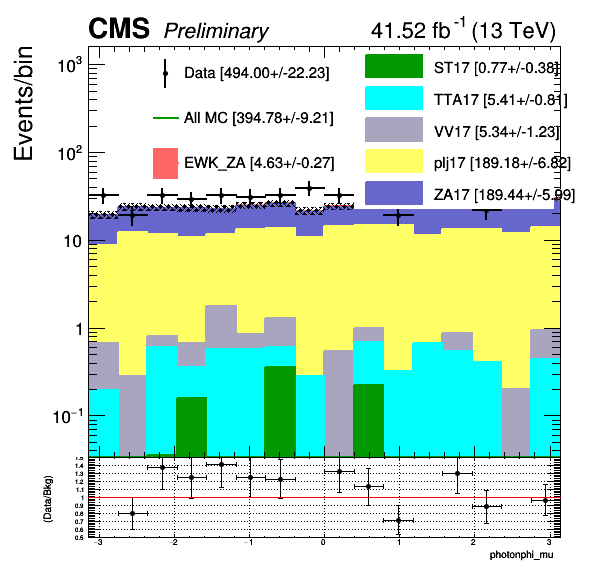 CMS Preliminary 41.52 fb⁻¹ (13 TeV)
Events/bin
10³
10²
10
1
10⁻¹
Data [494.00+/-22.23]
All MC [394.78+/-9.21]
EWK_ZA [4.63+/-0.27]
ST17 [0.77+/-0.38]
TTA17 [5.41+/-0.81]
VV17 [5.34+/-1.23]
plj17 [189.18+/-6.82]
ZA17 [189.44+/-5.99]
(Data/Bkg)
1.5
1.4
1.3
1.2
1.1
1
0.9
0.8
0.7
0.6
0.5
−3 −2 −1 0 1 2 3
photonphi_mu